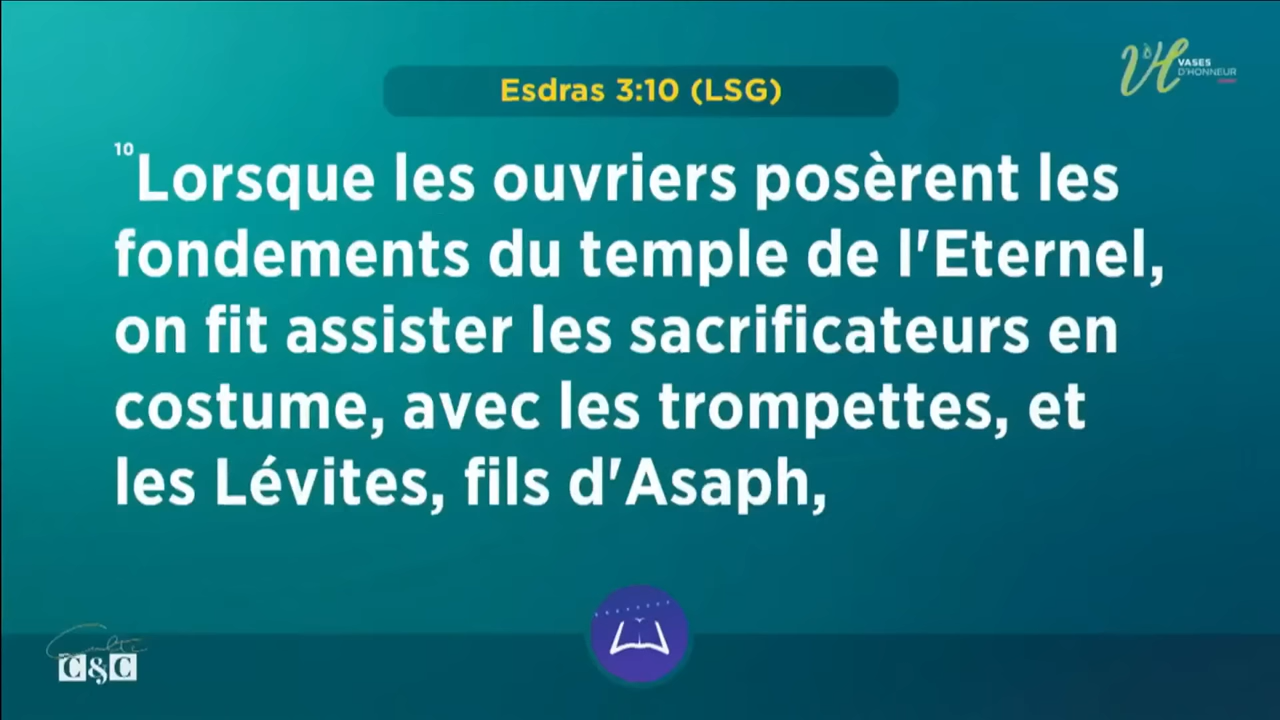 VASES
D'HONNEUR
Esdras 3:10 (LSG)
10 Lorsque les ouvriers posèrent les
fondements du temple de l'Eternel,
on fit assister les sacrificateurs en
costume, avec les trompettes, et
les Lévites, fils d'Asaph,
Culte
C&C